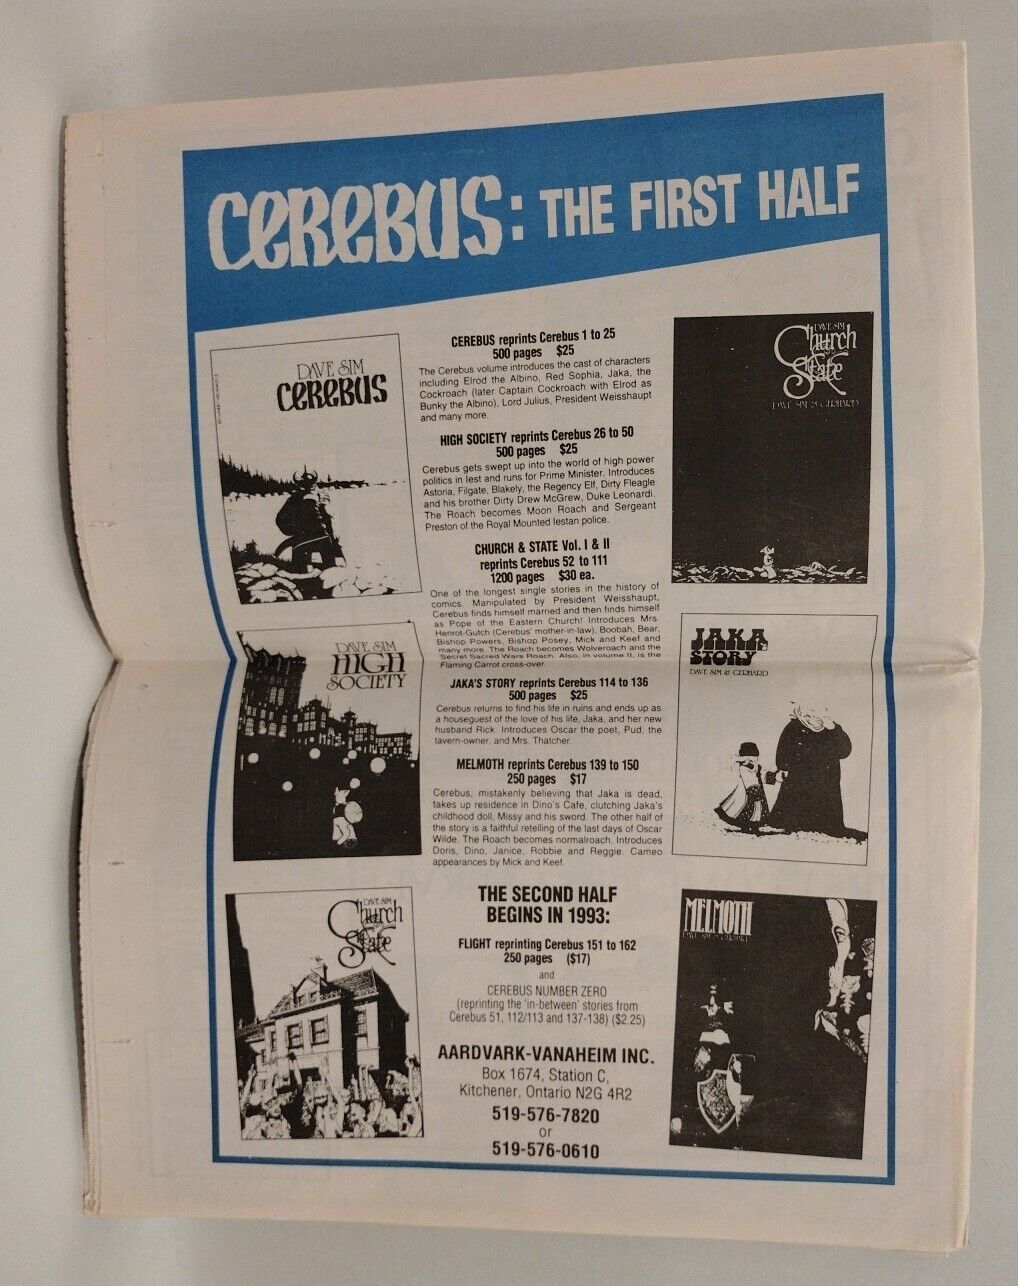 CEREBUS: THE FIRST HALF
DAVE SIM
CEREBUS
CEREBUS reprints Cerebus 1 to 25
500 pages $25
The Cerebus volume introduces the cast of characters
including Elrod the Albino, Red Sophia, Jaka, the
Cockroach (later Captain Cockroach with Elrod as
Bunky the Albino), Lord Julius, President Weisshaupt
and many more.
HIGH SOCIETY reprints Cerebus 26 to 50
500 pages $25
Cerebus gets swept up into the world of high power
politics in Iest and runs for Prime Minister. Introduces
Astoria, Filgate, Blakely, the Regency Elf, Dirty Fleagle
and his brother Dirty Drew McGrew, Duke Leonardi.
The Roach becomes Moon Roach and Sergeant
Preston of the Royal Mounted Iestan police.
CHURCH & STATE Vol. I & II
reprints Cerebus 52 to 111
1200 pages $30 ea.
One of the longest single stories in the history of
comics. Manipulated by President Weisshaupt,
Cerebus finds himself married and then finds himself
as Pope of the Eastern Church! Introduces Mrs.
Henrot-Gutch (Cerebus' mother-in-law), Boobah, Bear,
Bishop Powers, Bishop Posey, Mick and Keef and
many more. The Roach becomes Wolveroach and the
Secret Sacred Wars Roach. Also, in volume II, is the
Flaming Carrot cross-over.
JAKA'S STORY reprints Cerebus 114 to 136
500 pages $25
Cerebus returns to find his life in ruins and ends up as
a houseguest of the love of his life, Jaka, and her new
husband Rick. Introduces Oscar the poet, Pud, the
tavern-owner, and Mrs. Thatcher.
MELMOTH reprints Cerebus 139 to 150
250 pages $17
Cerebus, mistakenly believing that Jaka is dead,
takes up residence in Dino's Cafe, clutching Jaka's
childhood doll, Missy and his sword. The other half of
the story is a faithful retelling of the last days of Oscar
Wilde. The Roach becomes normalroach. Introduces
Doris, Dino, Janice, Robbie and Reggie. Cameo
appearances by Mick and Keef.
THE SECOND HALF
BEGINS IN 1993:
FLIGHT reprinting Cerebus 151 to 162
250 pages ($17)
and
CEREBUS NUMBER ZERO
(reprinting the 'in-between' stories from
Cerebus 51, 112/113 and 137-138) ($2.25)
AARDVARK-VANAHEIM INC.
Box 1674, Station C,
Kitchener, Ontario N2G 4R2
519-576-7820
or
519-576-0610
DAVE SIM
HIGH
SOCIETY
DAVE SIM
Church
& State
DAVE SIM
Church
& State
DAVE SIM & GERHARD
JAKA'S
STORY
DAVE SIM & GERHARD
MELMOTH
DAVE SIM & GERHARD